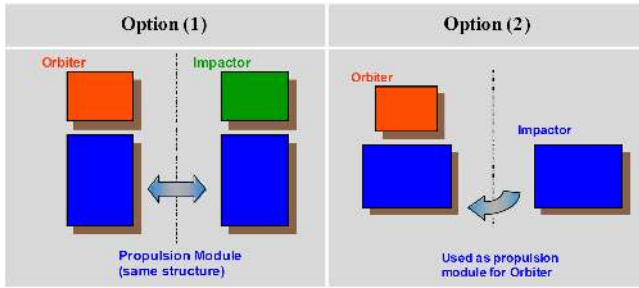 Option (1)
Option (2)
Orbiter
Impactor
Propulsion Module
(same structure)
Orbiter
Impactor
Used as propulsion
module for Orbiter